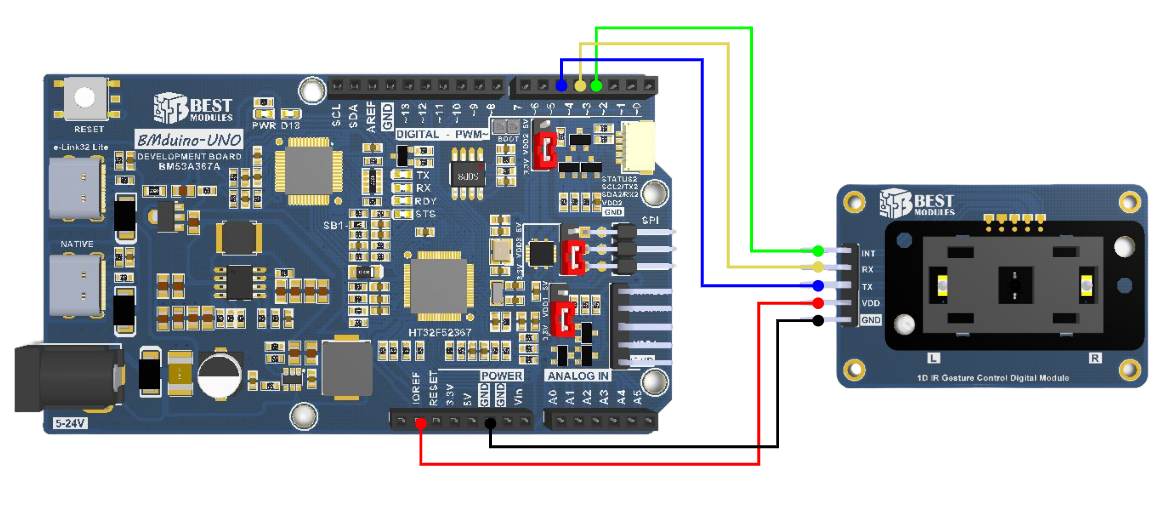 RESET
BEST
MODULES
PWR D13
BMduino-UNO
DEVELOPMENT BOARD
BM53A367A
e-Link32 Lite
NATIVE
5-24V
SCL
SDA
AREF
GND
~13
~12
~11
~10
~9
8
7
~6
~5
~4
~3
~2
~1
~0
DIGITAL - PWM~
BOOT
3.3V VDD2 5V
TX
RX
RDY
STS
SOP8
SB1
STATUS2
SCL2/TX2
SDA2/RX2
VDD2
GND
SPI
HT32F52367
POWER
IOREF
RESET
3.3V
5V
GND
GND
Vin
ANALOG IN
A0
A1
A2
A3
A4
A5
BEST
MODULES
INT
RX
TX
VDD
GND
L
R
1D IR Gesture Control Digital Module